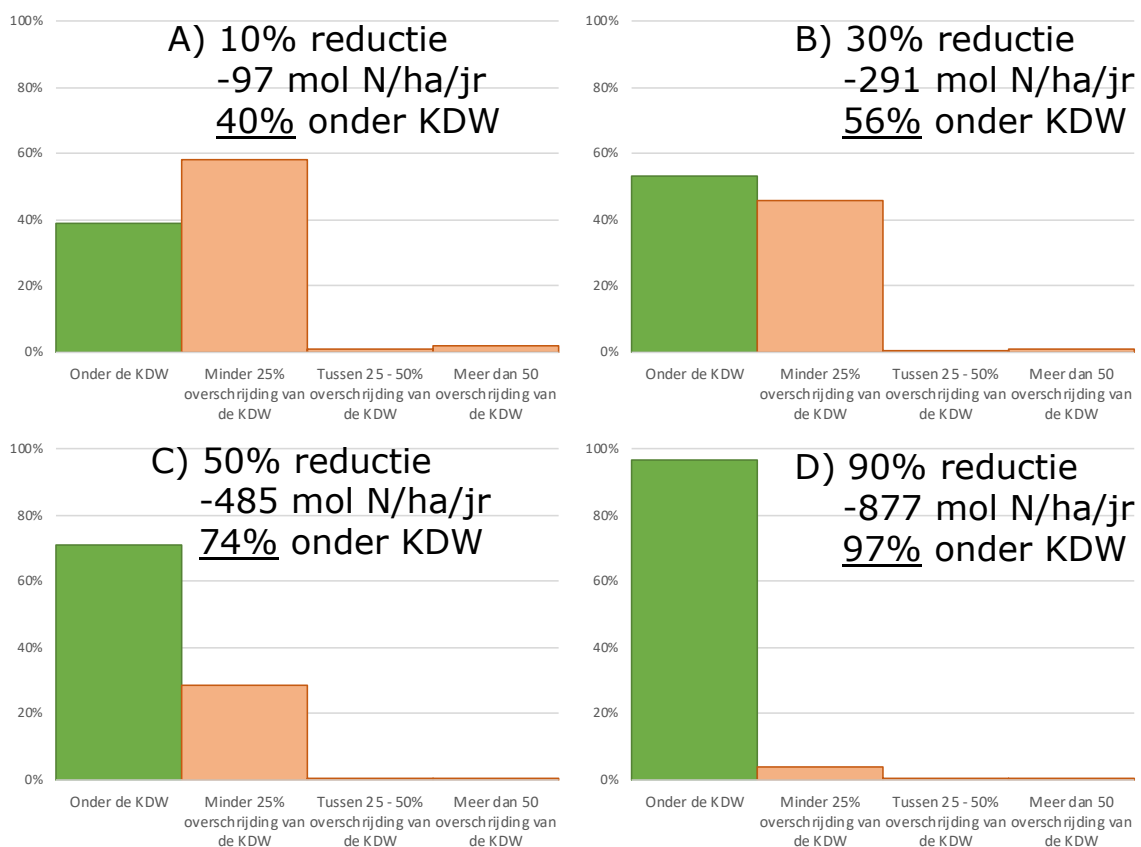 A) 10% reductie
-97 mol N/ha/jr
40% onder KDW
100%
80%
60%
40%
20%
0%
Onder de KDW
Minder 25%
overschrijding van
de KDW
Tussen 25 - 50%
overschrijding van
de KDW
Meer dan 50
overschrijding van
de KDW
B) 30% reductie
-291 mol N/ha/jr
56% onder KDW
100%
80%
60%
40%
20%
0%
Onder de KDW
Minder 25%
overschrijding van
de KDW
Tussen 25 - 50%
overschrijding van
de KDW
Meer dan 50
overschrijding van
de KDW
C) 50% reductie
-485 mol N/ha/jr
74% onder KDW
100%
80%
60%
40%
20%
0%
Onder de KDW
Minder 25%
overschrijding van
de KDW
Tussen 25 - 50%
overschrijding van
de KDW
Meer dan 50
overschrijding van
de KDW
D) 90% reductie
-877 mol N/ha/jr
97% onder KDW
100%
80%
60%
40%
20%
0%
Onder de KDW
Minder 25%
overschrijding van
de KDW
Tussen 25 - 50%
overschrijding van
de KDW
Meer dan 50
overschrijding van
de KDW